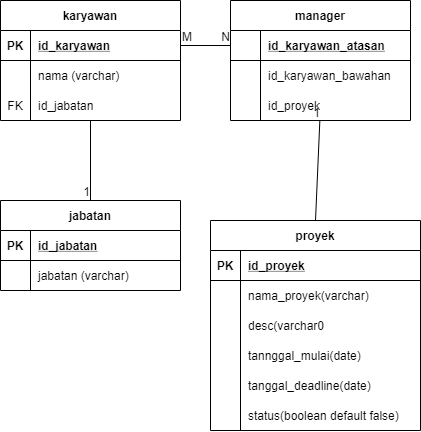 karyawan
PK id_karyawan
nama (varchar)
FK id_jabatan
M N
manager
id_karyawan_atasan
id_karyawan_bawahan
id_proyek
1
1
jabatan
PK id_jabatan
jabatan (varchar)
proyek
PK id_proyek
nama_proyek(varchar)
desc(varchar0
tannggal_mulai(date)
tanggal_deadline(date)
status(boolean default false)